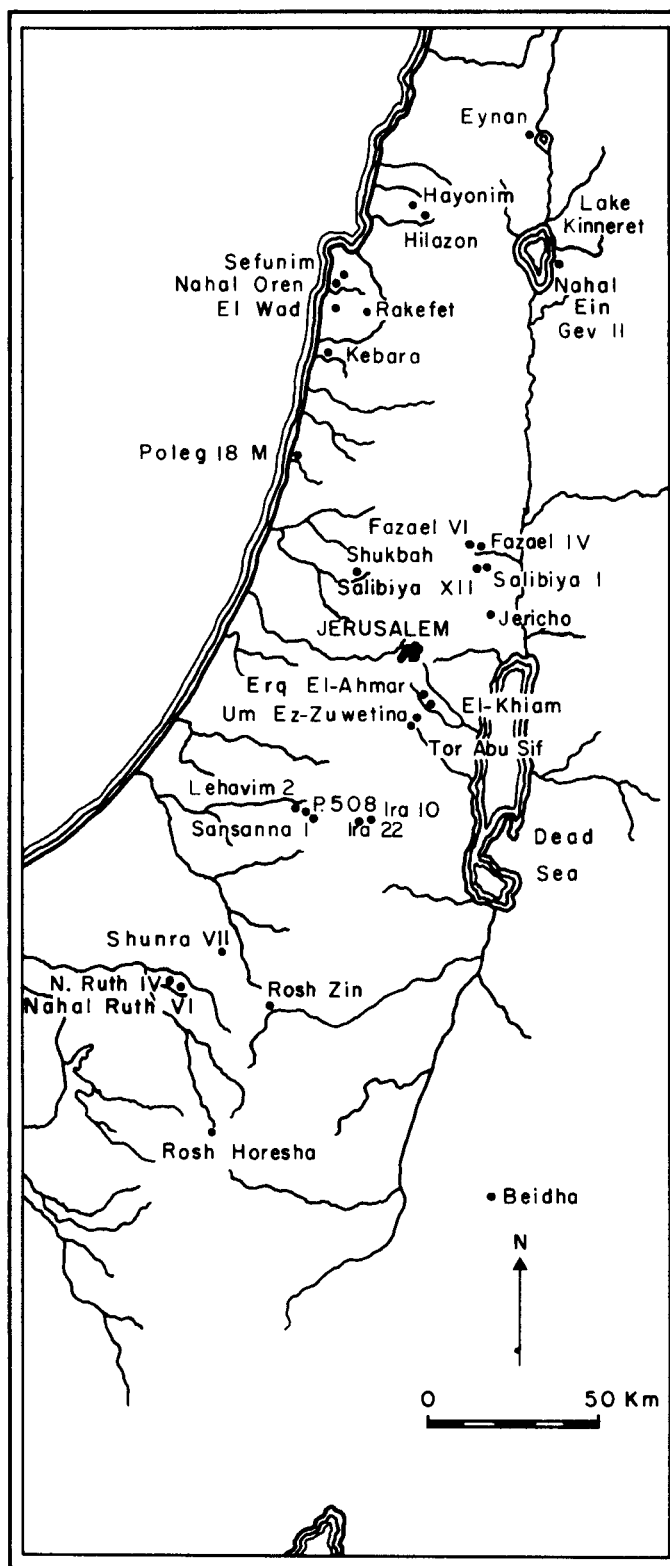 Eynan
Hayonim
Hilazon
Lake
Kinneret
Sefunim
Nahal Oren
El Wad
Rakefet
Nahal
Ein
Gev II
Kebara
Poleg 18 M
Fazael VI
Fazael IV
Shukbah
Salibiya XII
Salibiya I
Jericho
JERUSALEM
Erq El-Ahmar
El-Khiam
Um Ez-Zuwetina
Tor Abu Sif
Lehavim 2
P.508
Ira 10
Sansanna 1
Ira 22
Dead
Sea
Shunra VII
N. Ruth IV
Nahal Ruth VI
Rosh Zin
Rosh Horesha
Beidha
N
0 50 Km